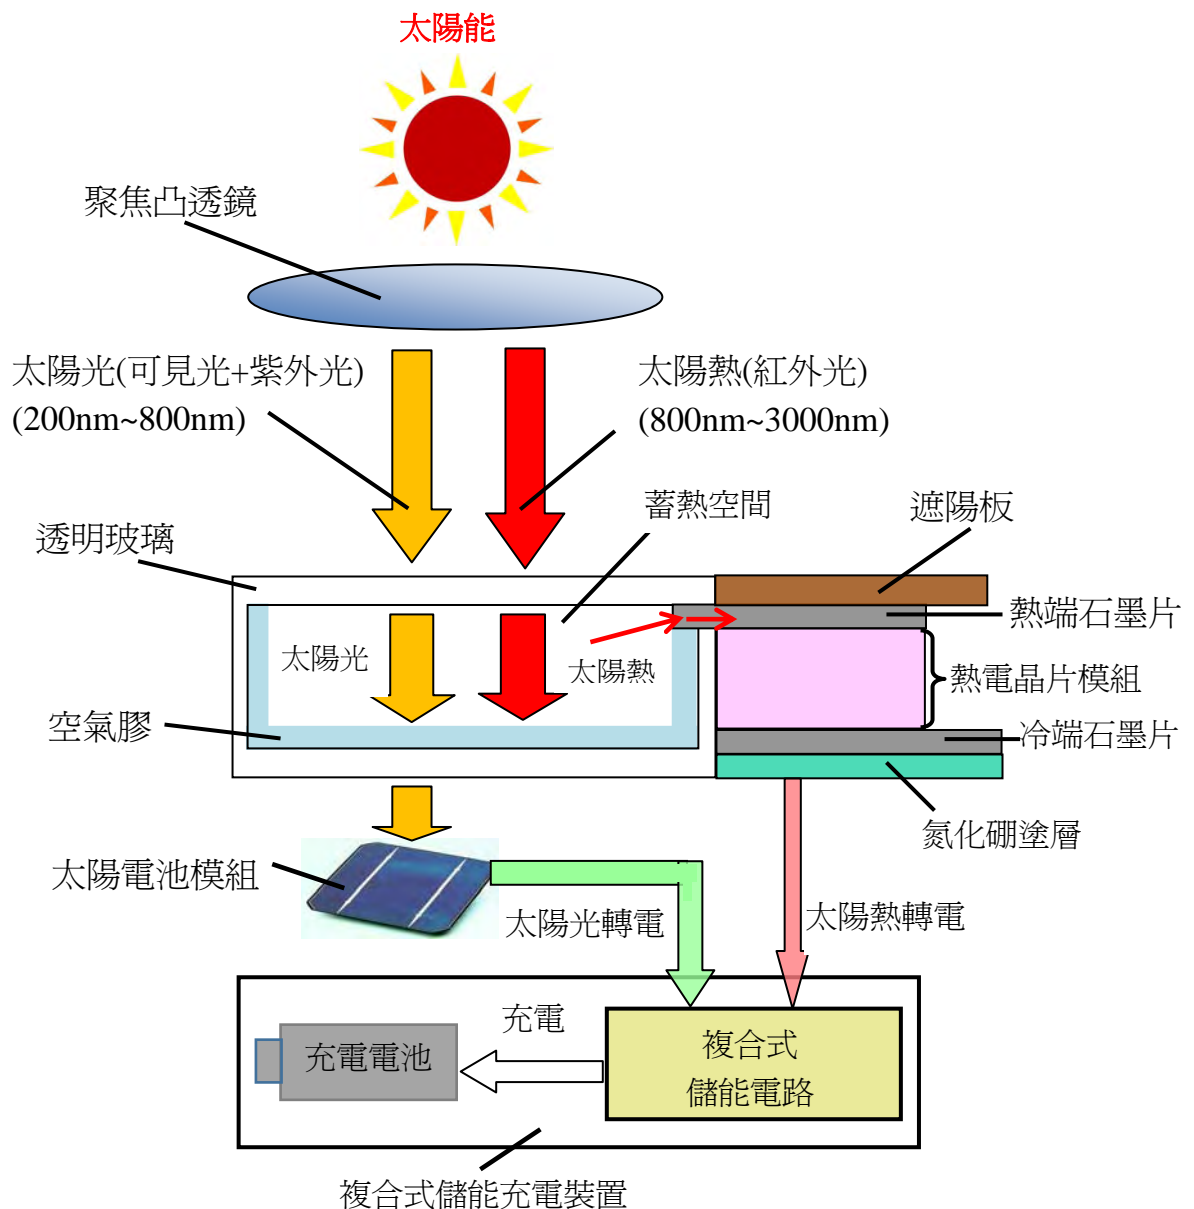 太陽能
聚焦凸透鏡
太陽光(可見光+紫外光)
(200nm~800nm)
太陽熱(紅外光)
(800nm~3000nm)
蓄熱空間
遮陽板
透明玻璃
熱端石墨片
太陽光
太陽熱
熱電晶片模組
空氣膠
冷端石墨片
氮化硼塗層
太陽電池模組
太陽光轉電
太陽熱轉電
充電
充電電池
複合式
儲能電路
複合式儲能充電裝置